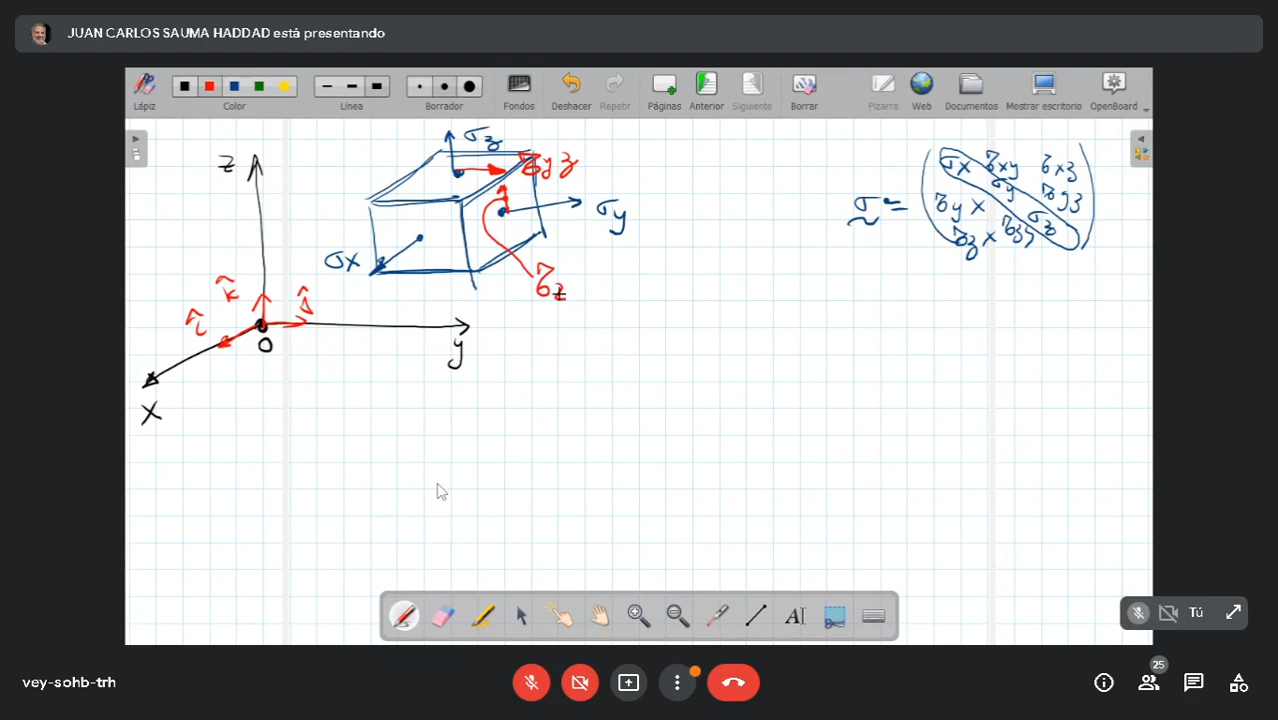 JUAN CARLOS SAUMA HADDAD está presentando
Lápiz
Color
Línea
Borrador
Fondos
Deshacer
Repetir
Páginas
Anterior
Siguiente
Borrar
Pizarra
Web
Documentos
Mostrar escritorio
OpenBoard
z
σz
τyz
σy
σx
τz
k̂
ĵ
î
O
y
x
σ =
σx τxy τxz
τyx σy τyz
τzx τzy σz
vey-sohb-trh
Tú
25